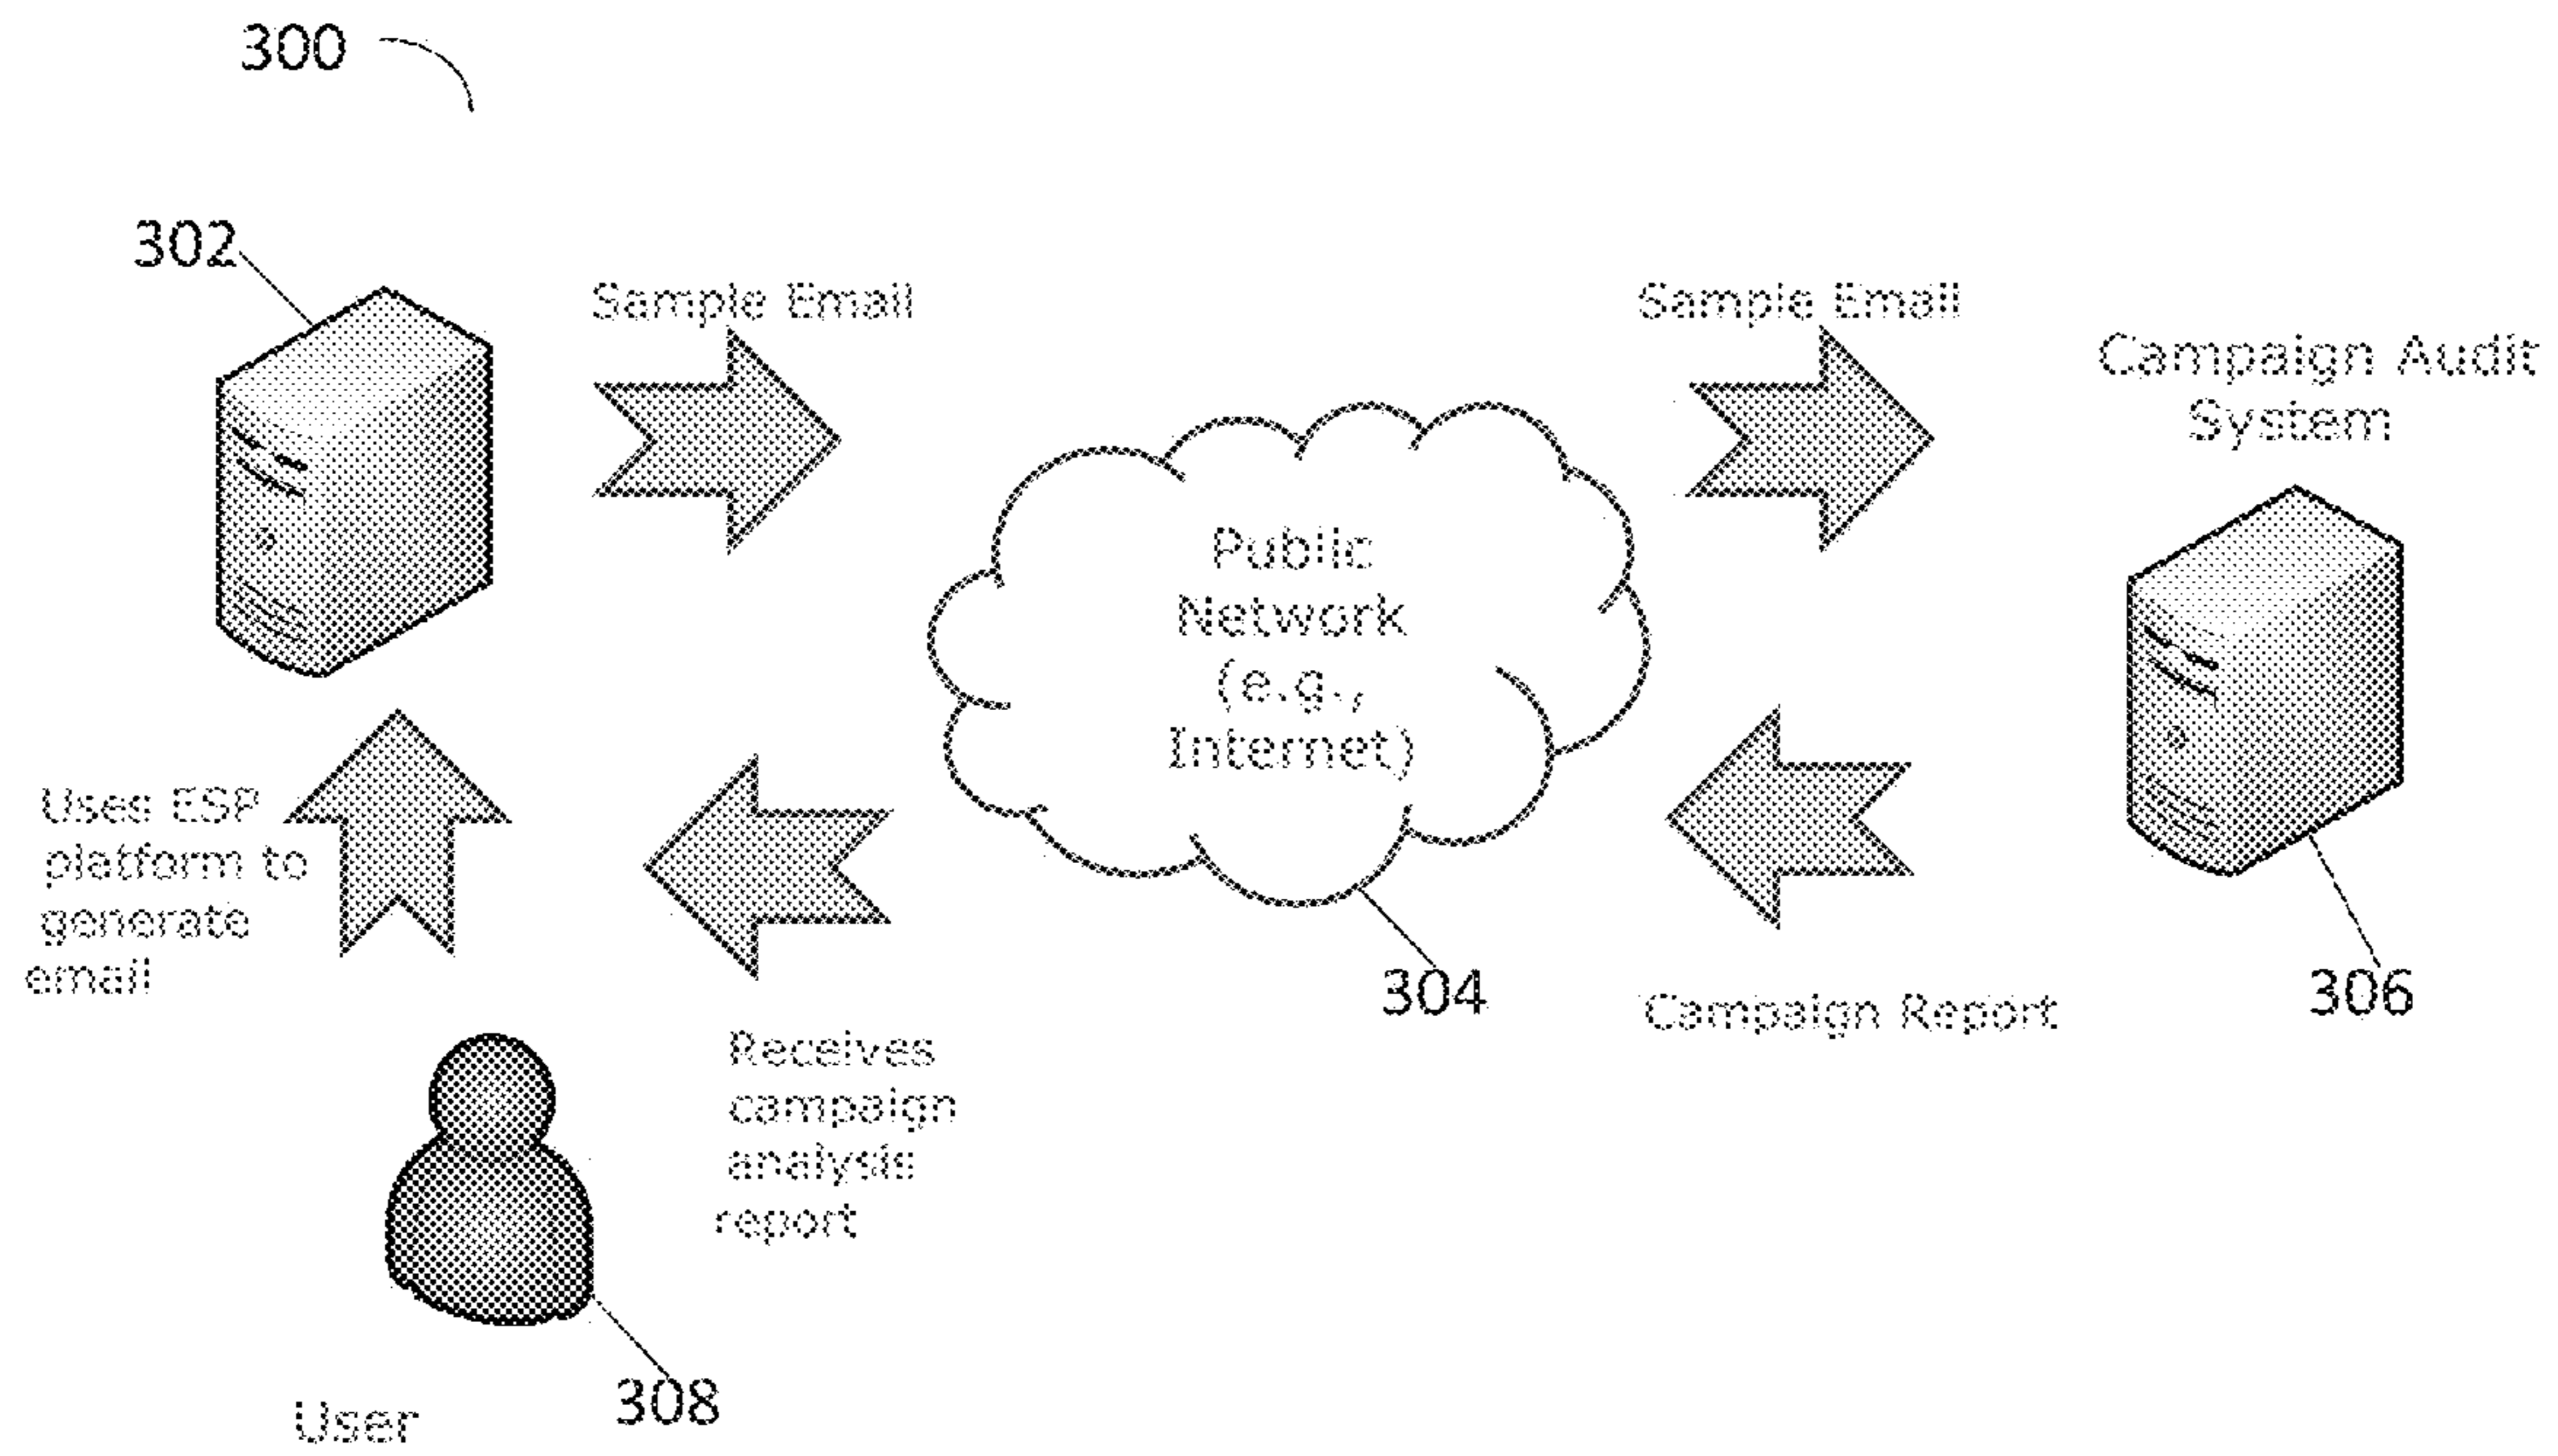 300
302
Sample Email
Sample Email
Campaign Audit
System
Public
Network
(e.g.,
Internet)
Uses ESP
platform to
generate
email
304
Campaign Report
306
Receives
campaign
analysis
report
308
User